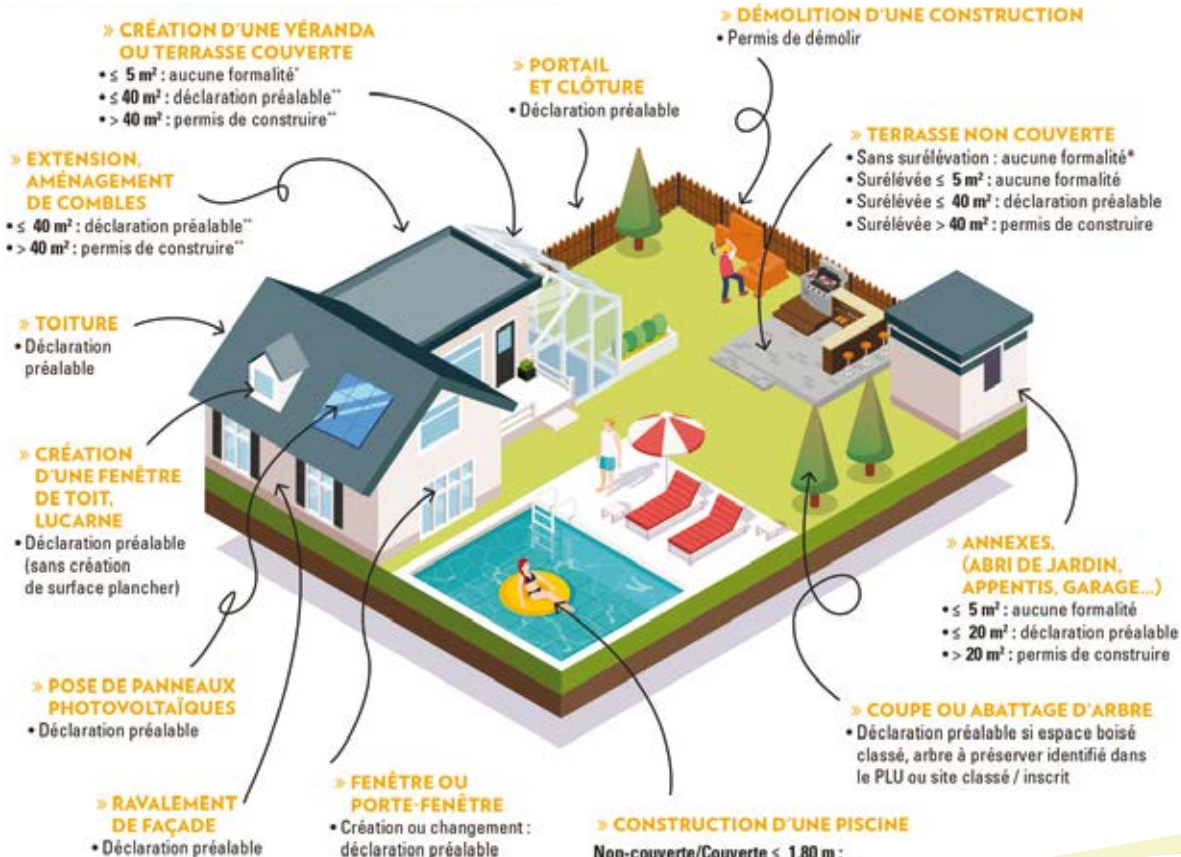 » CRÉATION D'UNE VÉRANDA
OU TERRASSE COUVERTE
• ≤ 5 m² : aucune formalité*
• ≤ 40 m² : déclaration préalable**
• > 40 m² : permis de construire**
» DÉMOLITION D'UNE CONSTRUCTION
• Permis de démolir
» PORTAIL
ET CLÔTURE
• Déclaration préalable
» TERRASSE NON COUVERTE
• Sans surélévation : aucune formalité*
• Surélévée ≤ 5 m² : aucune formalité
• Surélévée ≤ 40 m² : déclaration préalable
• Surélévée > 40 m² : permis de construire
» EXTENSION,
AMÉNAGEMENT
DE COMBLES
• ≤ 40 m² : déclaration préalable**
• > 40 m² : permis de construire**
» TOITURE
• Déclaration
préalable
» CRÉATION
D'UNE FENÊTRE
DE TOIT,
LUCARNE
• Déclaration préalable
(sans création
de surface plancher)
» ANNEXES,
(ABRI DE JARDIN,
APPENTIS, GARAGE...)
• ≤ 5 m² : aucune formalité
• ≤ 20 m² : déclaration préalable
• > 20 m² : permis de construire
» POSE DE PANNEAUX
PHOTOVOLTAÏQUES
• Déclaration préalable
» COUPE OU ABATTAGE D'ARBRE
• Déclaration préalable si espace boisé
classé, arbre à préserver identifié dans
le PLU ou site classé / inscrit
» RAVALEMENT
DE FAÇADE
• Déclaration préalable
» FENÊTRE OU
PORTE-FENÊTRE
• Création ou changement :
déclaration préalable
» CONSTRUCTION D'UNE PISCINE
Non-couverte/Couverte ≤ 1,80 m :